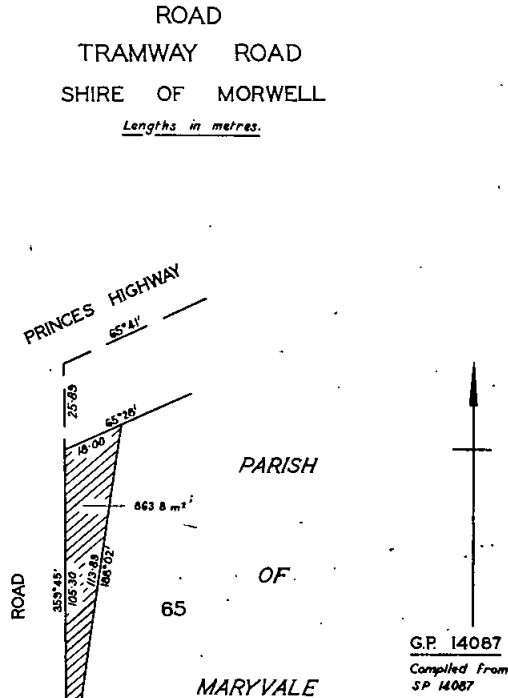 ROAD
TRAMWAY ROAD
SHIRE OF MORWELL
Lengths in metres.
PRINCES HIGHWAY
65°41'
25·89
65°28'
18·00
863·8 m²
PARISH
OF
MARYVALE
65
ROAD
359°45'
105·30
113·88
188°02'
G.P. 14087
Compiled from
SP 14087